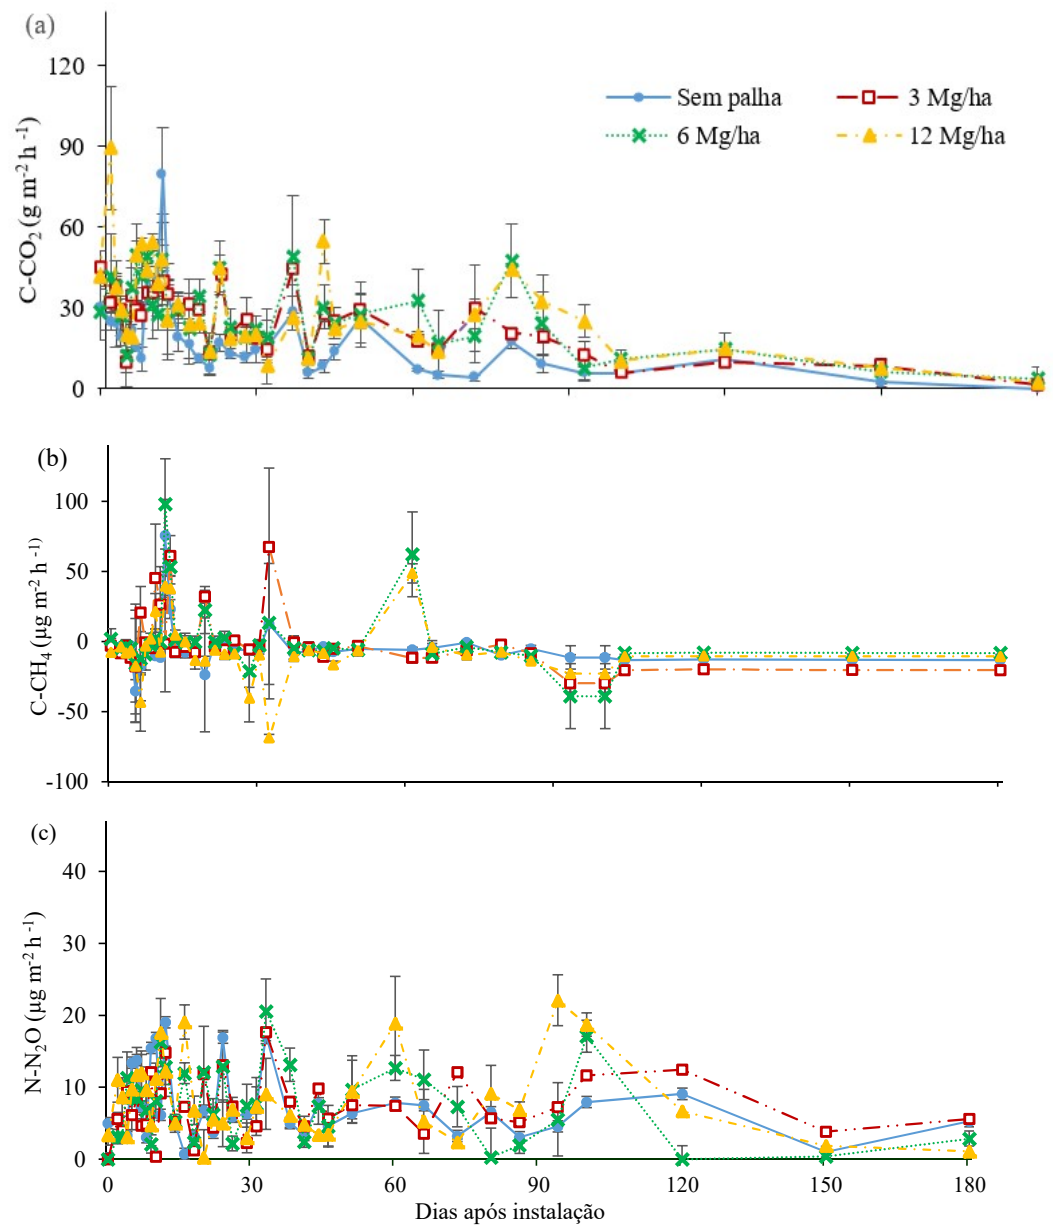 (a)
C-CO₂ (g m⁻² h⁻¹)
120
90
60
30
0
Sem palha
3 Mg/ha
6 Mg/ha
12 Mg/ha
(b)
C-CH₄ (µg m⁻² h⁻¹)
100
50
0
-50
-100
(c)
N-N₂O (µg m⁻² h⁻¹)
40
30
20
10
0
0 30 60 90 120 150 180
Dias após instalação